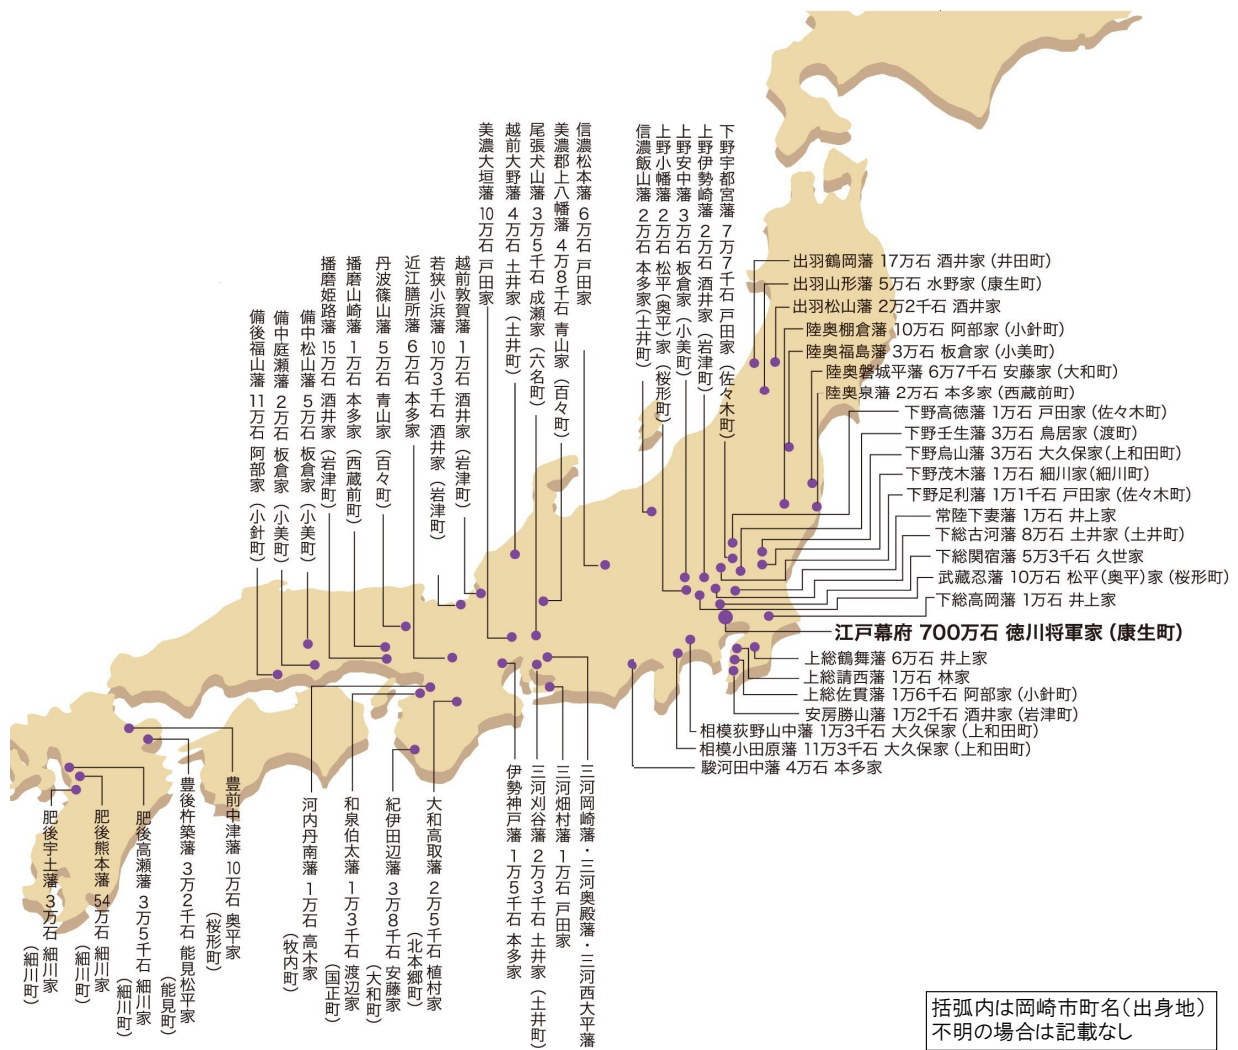 信濃松本藩 6万石 戸田家
美濃郡上八幡藩 4万8千石 青山家（百々町）
尾張犬山藩 3万5千石 成瀬家（六名町）
越前大野藩 4万石 土井家（土井町）
美濃大垣藩 10万石 戸田家
越前敦賀藩 1万石 酒井家（岩津町）
若狭小浜藩 10万3千石 酒井家（岩津町）
近江膳所藩 6万石 本多家
丹波篠山藩 5万石 青山家（百々町）
播磨山崎藩 1万石 本多家（西蔵前町）
播磨姫路藩 15万石 酒井家（岩津町）
備中松山藩 5万石 板倉家（小美町）
備中庭瀬藩 2万石 板倉家（小美町）
備後福山藩 11万石 阿部家（小針町）
下野宇都宮藩 7万7千石 戸田家（佐々木町）
上野伊勢崎藩 2万石 酒井家（岩津町）
上野安中藩 3万石 板倉家（小美町）
上野小幡藩 2万石 松平（奥平）家（桜形町）
信濃飯山藩 2万石 本多家（土井町）
出羽鶴岡藩 17万石 酒井家（井田町）
出羽山形藩 5万石 水野家（康生町）
出羽松山藩 2万2千石 酒井家
陸奥棚倉藩 10万石 阿部家（小針町）
陸奥福島藩 3万石 板倉家（小美町）
陸奥磐城平藩 6万7千石 安藤家（大和町）
陸奥泉藩 2万石 本多家（西蔵前町）
下野高徳藩 1万石 戸田家（佐々木町）
下野壬生藩 3万石 鳥居家（渡町）
下野烏山藩 3万石 大久保家（上和田町）
下野茂木藩 1万石 細川家（細川町）
下野足利藩 1万1千石 戸田家（佐々木町）
常陸下妻藩 1万石 井上家
下総古河藩 8万石 土井家（土井町）
下総関宿藩 5万3千石 久世家
武蔵忍藩 10万石 松平（奥平）家（桜形町）
下総高岡藩 1万石 井上家
江戸幕府 700万石 徳川将軍家（康生町）
上総鶴舞藩 6万石 井上家
上総請西藩 1万石 林家
上総佐貫藩 1万6千石 阿部家（小針町）
安房勝山藩 1万2千石 酒井家（岩津町）
相模荻野山中藩 1万3千石 大久保家（上和田町）
相模小田原藩 11万3千石 大久保家（上和田町）
駿河田中藩 4万石 本多家
三河岡崎藩・三河奥殿藩・三河西大平藩
三河畑村藩 1万石 戸田家
三河刈谷藩 2万3千石 土井家（土井町）
伊勢神戸藩 1万5千石 本多家
大和高取藩 2万5千石 植村家
（北本郷町）
紀伊田辺藩 3万8千石 安藤家
（大和町）
和泉伯太藩 1万3千石 渡辺家
（国正町）
河内丹南藩 1万石 高木家
（牧内町）
豊前中津藩 10万石 奥平家
（桜形町）
豊後杵築藩 3万2千石 能見松平家
（能見町）
肥後高瀬藩 3万5千石 細川家
（細川町）
肥後熊本藩 54万石 細川家
（細川町）
肥後宇土藩 3万石 細川家
（細川町）
括弧内は岡崎市町名（出身地）
不明の場合は記載なし